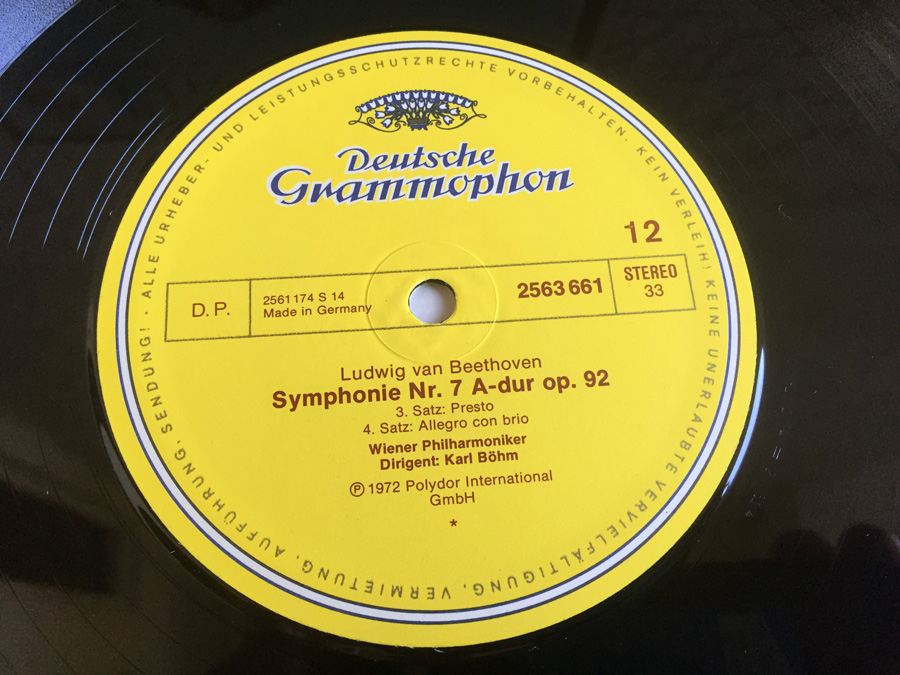 ALLE URHEBER- UND LEISTUNGSSCHUTZRECHTE VORBEHALTEN. KEIN VERLEIH! KEINE UNERLAUBTE VERVIELFÄLTIGUNG, VERMIETUNG, AUFFÜHRUNG, SENDUNG! ·
Deutsche
Grammophon
12
D. P.
2561 174 S 14
Made in Germany
2563 661
STEREO
33
Ludwig van Beethoven
Symphonie Nr. 7 A-dur op. 92
3. Satz: Presto
4. Satz: Allegro con brio
Wiener Philharmoniker
Dirigent: Karl Böhm
Ⓟ 1972 Polydor International
GmbH
*